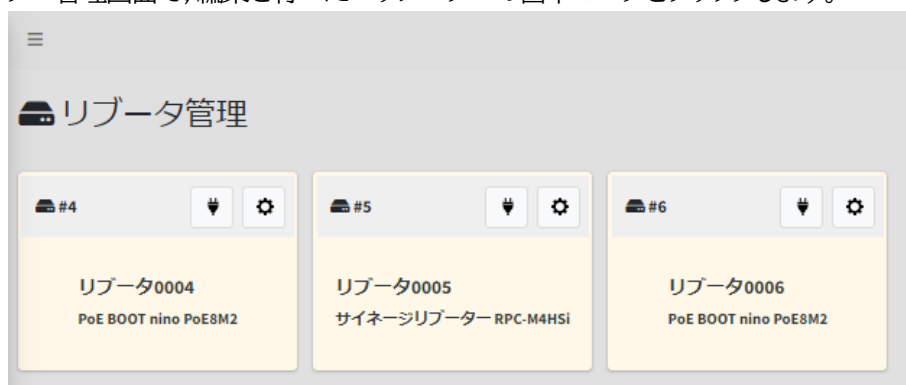 リブータ管理
#4
#5
#6
リブータ0004
PoE BOOT nino PoE8M2
リブータ0005
サイネージリブーター RPC-M4HSi
リブータ0006
PoE BOOT nino PoE8M2